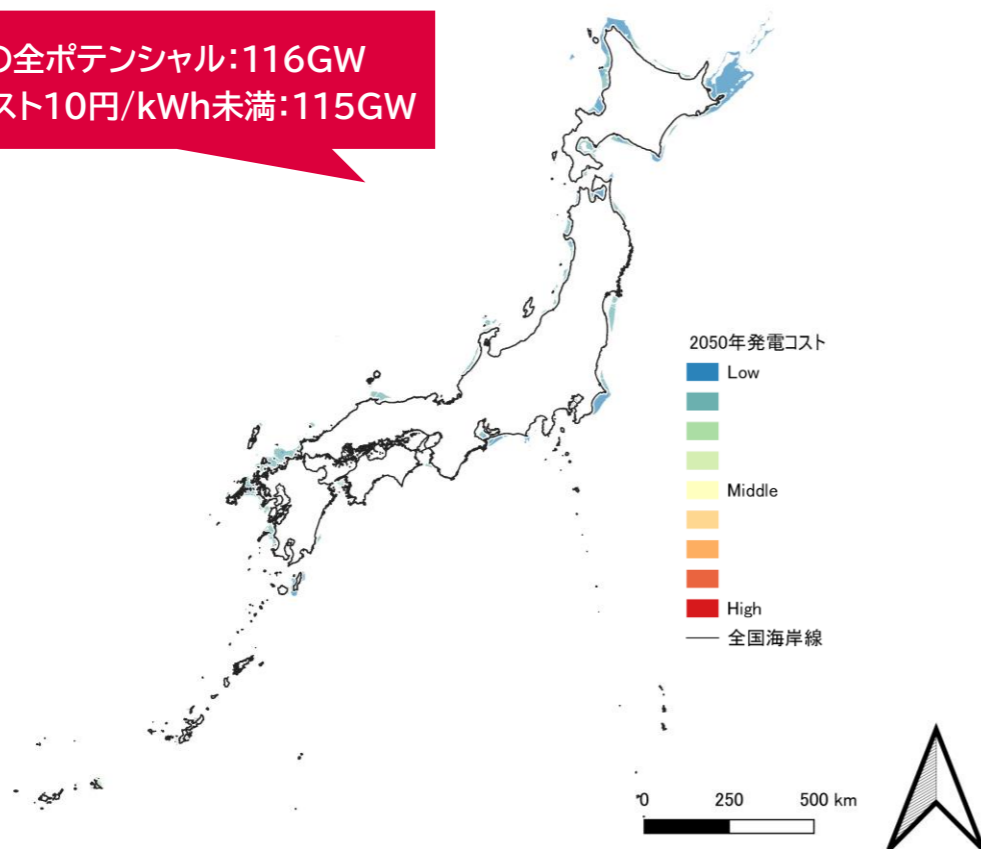 の全ポテンシャル：116GW
スト10円/kWh未満：115GW
2050年発電コスト
Low
Middle
High
全国海岸線
0 250 500 km